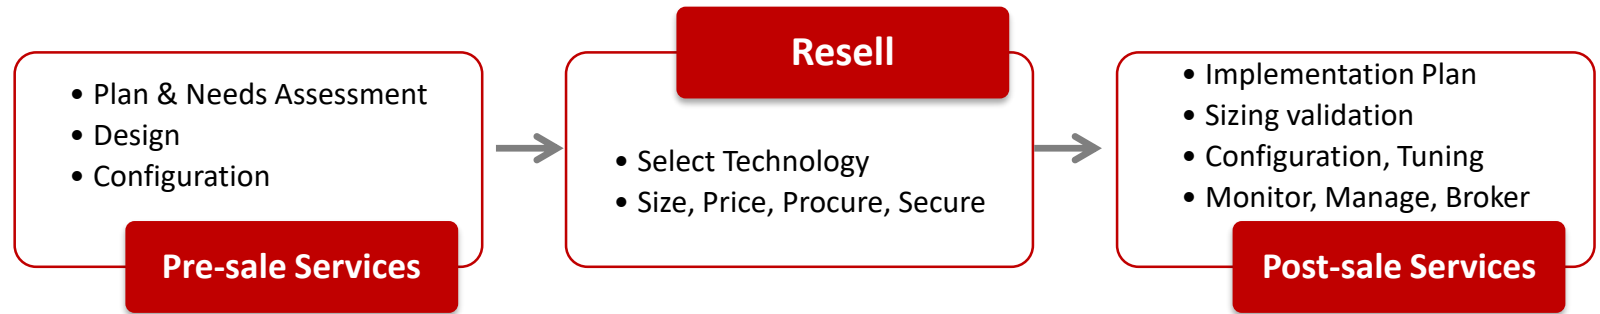 • Plan & Needs Assessment
• Design
• Configuration
Pre-sale Services
Resell
• Select Technology
• Size, Price, Procure, Secure
• Implementation Plan
• Sizing validation
• Configuration, Tuning
• Monitor, Manage, Broker
Post-sale Services